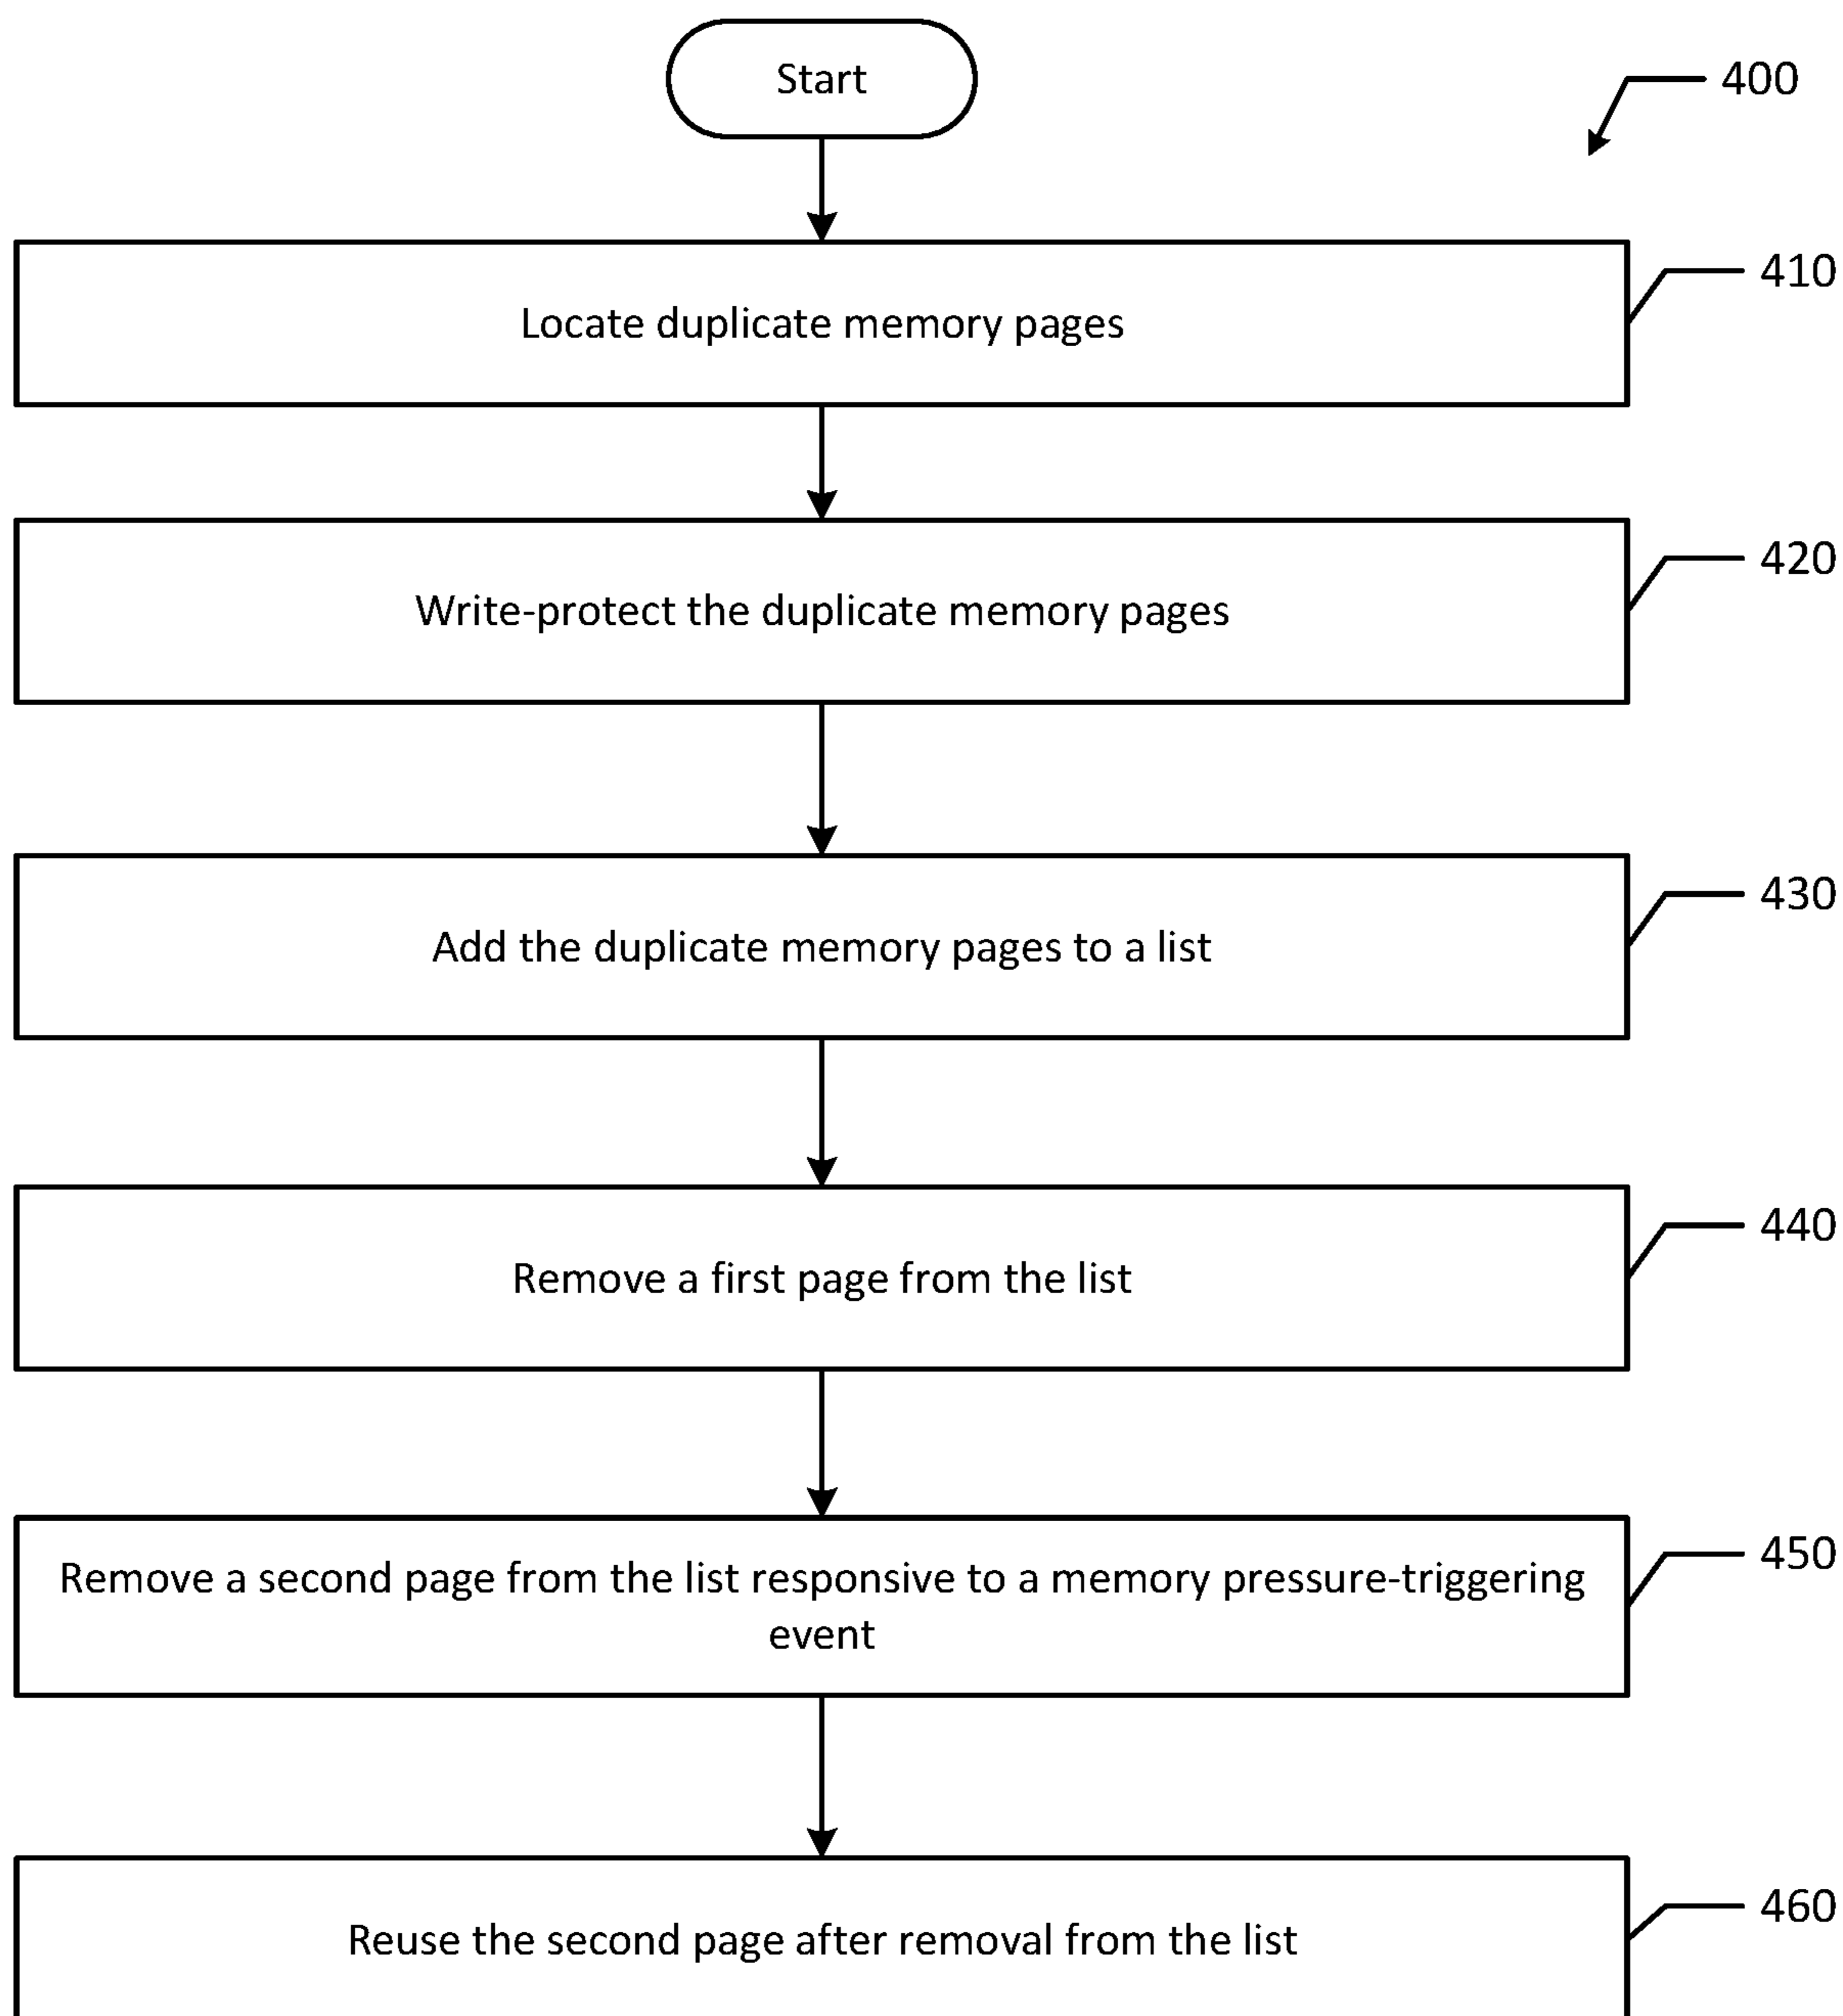 Start
400
Locate duplicate memory pages
410
Write-protect the duplicate memory pages
420
Add the duplicate memory pages to a list
430
Remove a first page from the list
440
Remove a second page from the list responsive to a memory pressure-triggering
event
450
Reuse the second page after removal from the list
460